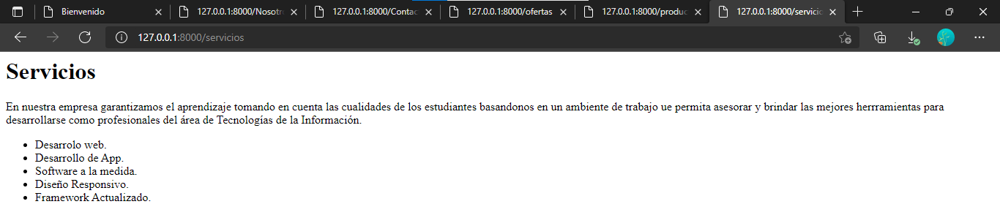 Bienvenido
127.0.0.1:8000/Nosotr
127.0.0.1:8000/Contac
127.0.0.1:8000/ofertas
127.0.0.1:8000/produc
127.0.0.1:8000/servicio
127.0.0.1:8000/servicios
Servicios
En nuestra empresa garantizamos el aprendizaje tomando en cuenta las cualidades de los estudiantes basandonos en un ambiente de trabajo ue permita asesorar y brindar las mejores herrramientas para
desarrollarse como profesionales del área de Tecnologías de la Información.
• Desarrolo web.
• Desarrollo de App.
• Software a la medida.
• Diseño Responsivo.
• Framework Actualizado.